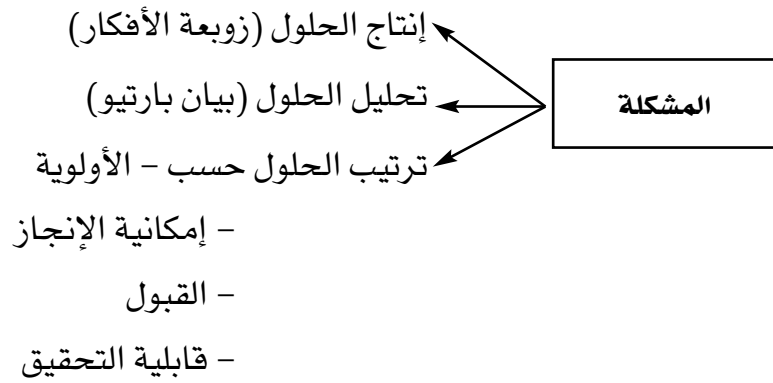 إنتاج الحلول (زوبعة الأفكار)
المشكلة
تحليل الحلول (بيان بارتيو)
ترتيب الحلول حسب – الأولوية
– إمكانية الإنجاز
– القبول
– قابلية التحقيق